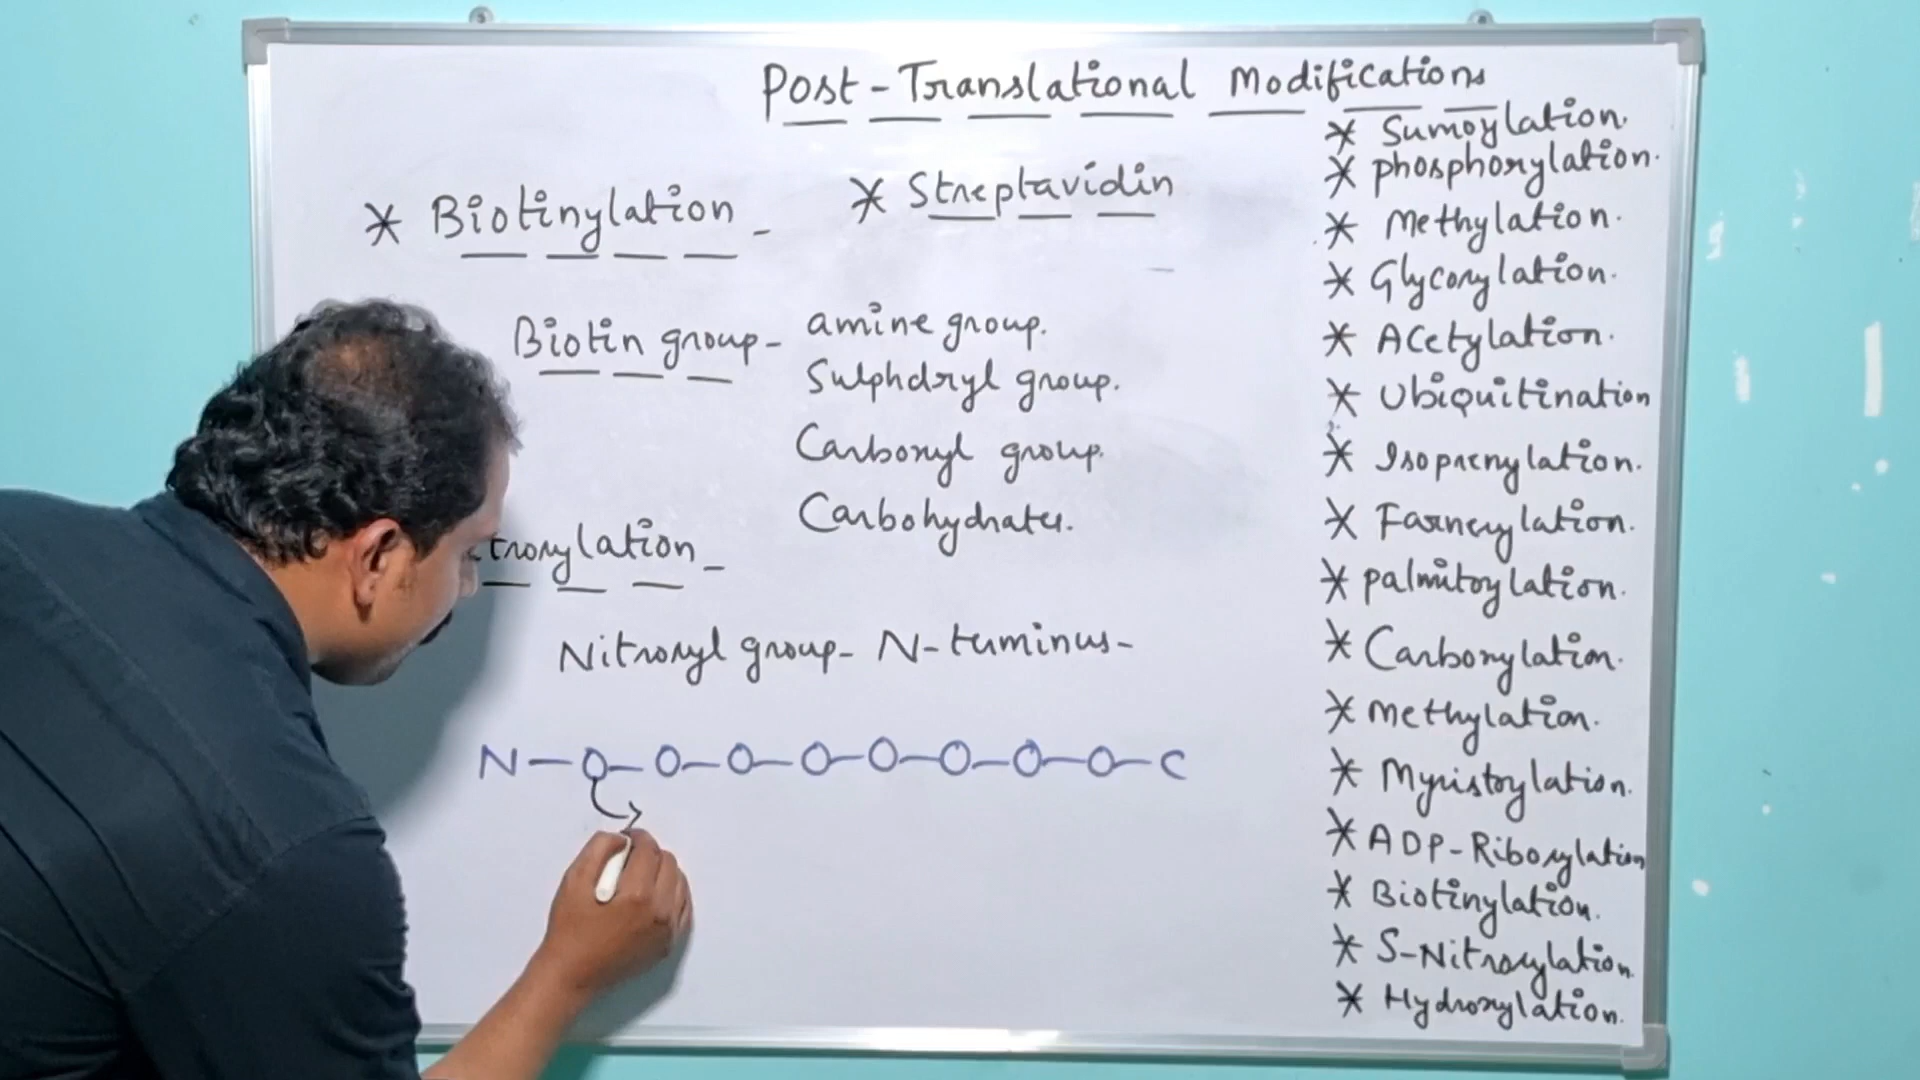 Post-Translational Modifications
* Biotinylation -
* Streptavidin
Biotin group - amine group.
Sulphdryl group.
Carbonyl group.
Carbohydrates.
trosylation -
Nitrosyl group - N-terminus -
N-O-O-O-O-O-O-O-O-C
* Sumoylation.
* phosphorylation.
* Methylation.
* Glycosylation.
* Acetylation.
* Ubiquitination
* Isoprenylation.
* Farnesylation.
* palmitoylation.
* Carbonylation.
* Methylation.
* Myristoylation.
* ADP-Ribosylation
* Biotinylation.
* S-Nitrosylation.
* Hydroxylation.